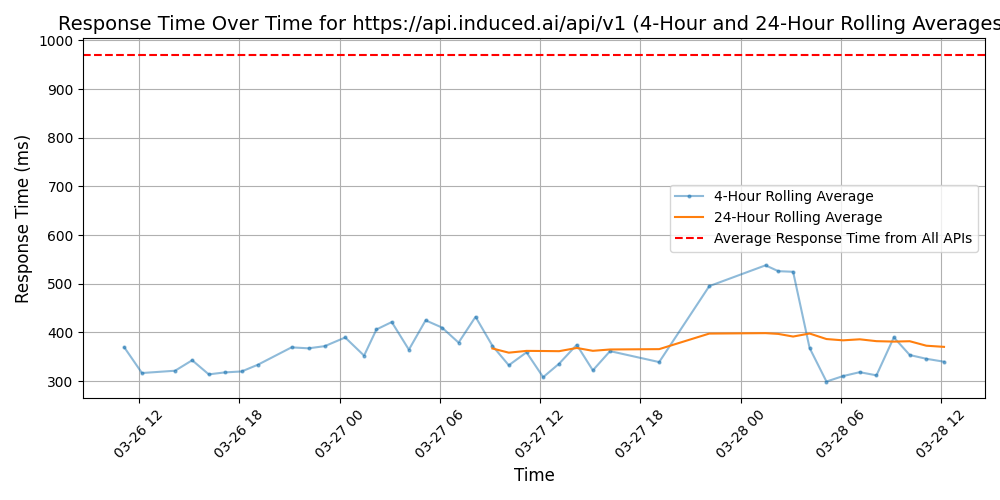 Response Time Over Time for https://api.induced.ai/api/v1 (4-Hour and 24-Hour Rolling Averages
Response Time (ms)
1000
900
800
700
600
500
400
300
4-Hour Rolling Average
24-Hour Rolling Average
Average Response Time from All APIs
03-26 12
03-26 18
03-27 00
03-27 06
03-27 12
03-27 18
03-28 00
03-28 06
03-28 12
Time